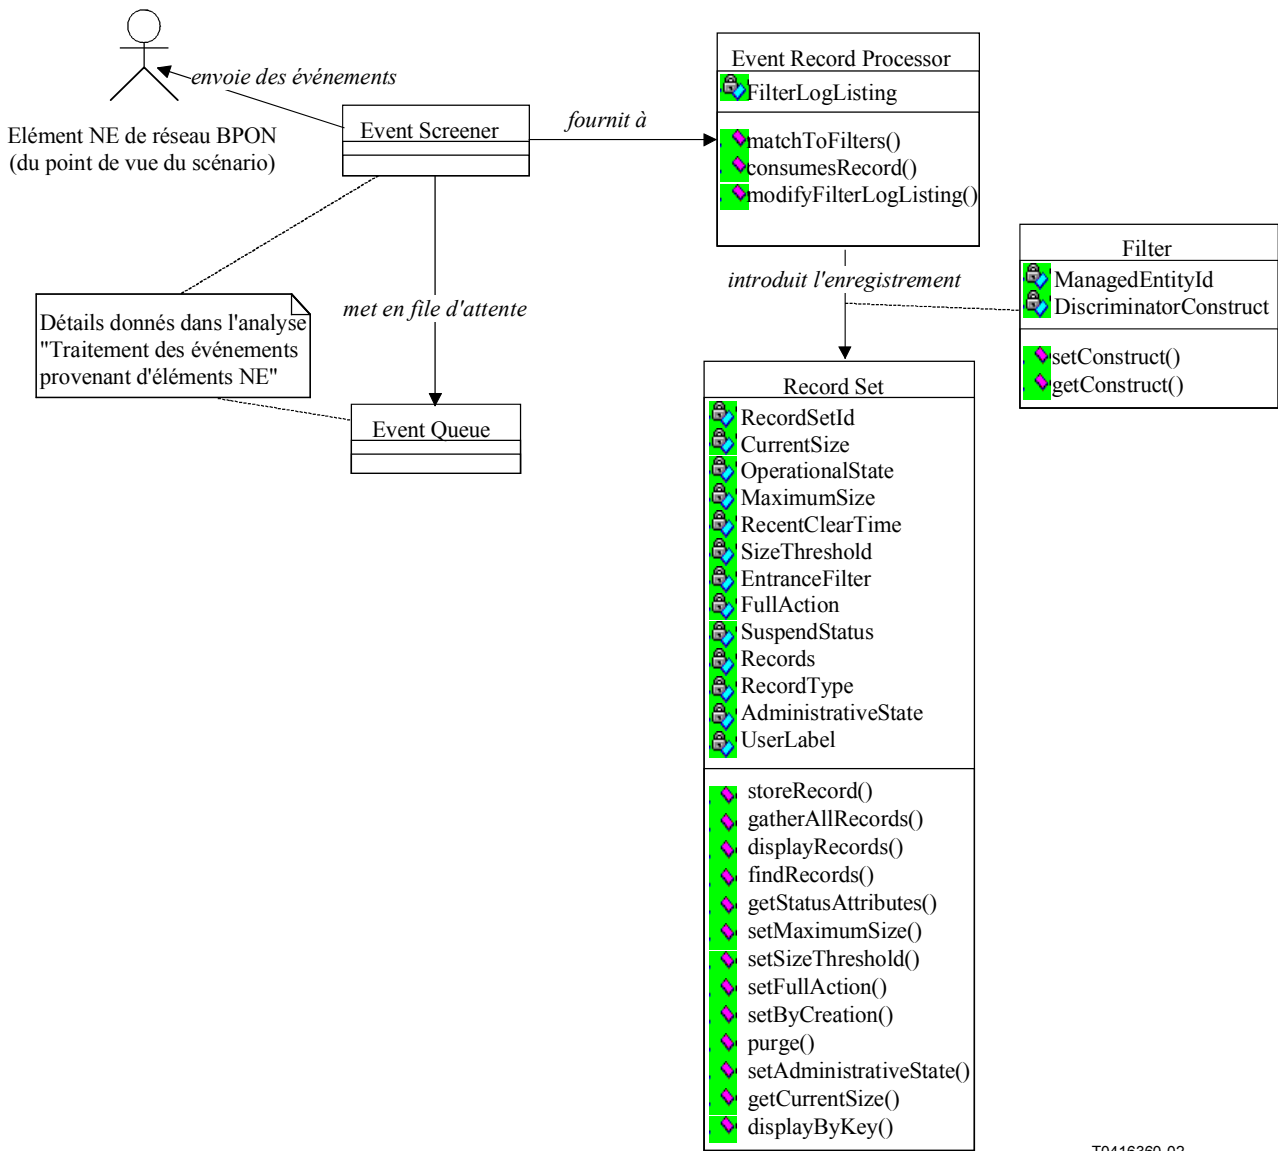 envoie des événements
Elément NE de réseau BPON
(du point de vue du scénario)
Event Screener
fournit à
Event Record Processor
FilterLogListing
matchToFilters()
consumesRecord()
modifyFilterLogListing()
introduit l'enregistrement
Filter
ManagedEntityId
DiscriminatorConstruct
setConstruct()
getConstruct()
met en file d'attente
Détails donnés dans l'analyse
"Traitement des événements
provenant d'éléments NE"
Event Queue
Record Set
RecordSetId
CurrentSize
OperationalState
MaximumSize
RecentClearTime
SizeThreshold
EntranceFilter
FullAction
SuspendStatus
Records
RecordType
AdministrativeState
UserLabel
storeRecord()
gatherAllRecords()
displayRecords()
findRecords()
getStatusAttributes()
setMaximumSize()
setSizeThreshold()
setFullAction()
setByCreation()
purge()
setAdministrativeState()
getCurrentSize()
displayByKey()
T0416360-02